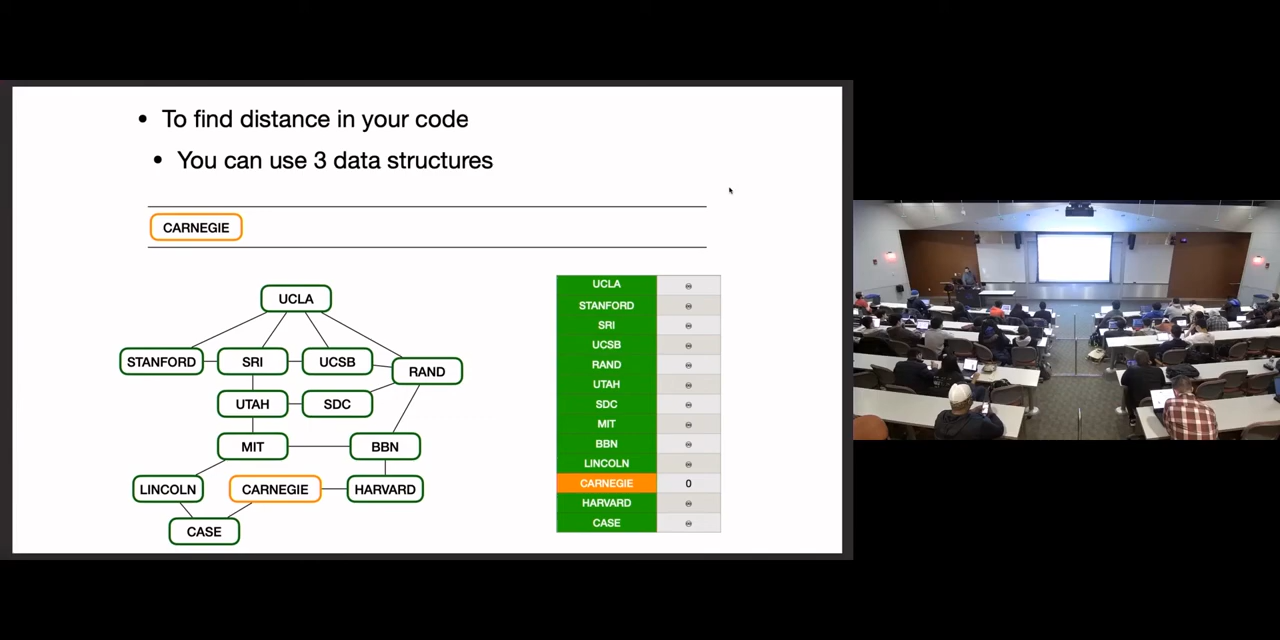 • To find distance in your code
• You can use 3 data structures
CARNEGIE
UCLA
STANFORD SRI UCSB RAND
UTAH SDC
MIT BBN
LINCOLN CARNEGIE HARVARD
CASE
UCLA ∞
STANFORD ∞
SRI ∞
UCSB ∞
RAND ∞
UTAH ∞
SDC ∞
MIT ∞
BBN ∞
LINCOLN ∞
CARNEGIE 0
HARVARD ∞
CASE ∞